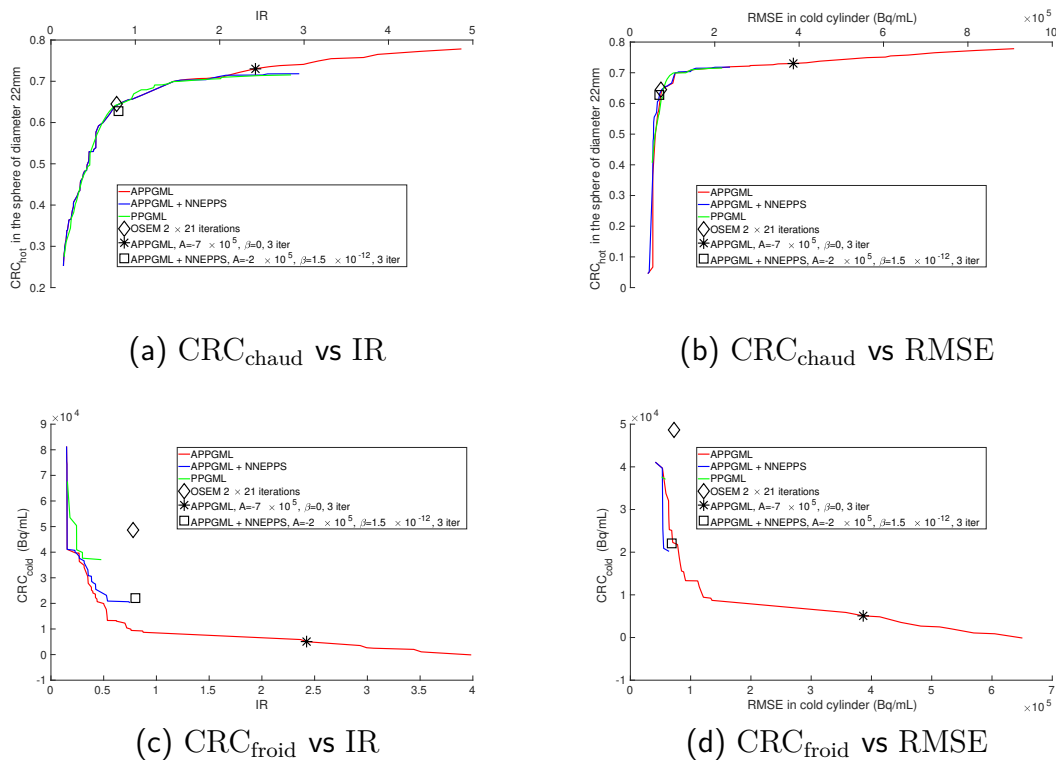 IR
0 1 2 3 4 5
0.8
0.7
0.6
0.5
0.4
0.3
0.2
CRC_hot in the sphere of diameter 22mm
APPGML
APPGML + NNEPPS
PPGML
OSEM 2 × 21 iterations
APPGML, A=-7 × 10^5, β=0, 3 iter
APPGML + NNEPPS, A=-2 × 10^5, β=1.5 × 10^-12, 3 iter
(a) CRC_chaud vs IR
RMSE in cold cylinder (Bq/mL)
×10^5
0 2 4 6 8 10
0.8
0.7
0.6
0.5
0.4
0.3
0.2
0.1
0
CRC_hot in the sphere of diameter 22mm
APPGML
APPGML + NNEPPS
PPGML
OSEM 2 × 21 iterations
APPGML, A=-7 × 10^5, β=0, 3 iter
APPGML + NNEPPS, A=-2 × 10^5, β=1.5 × 10^-12, 3 iter
(b) CRC_chaud vs RMSE
×10^4
9
8
7
6
5
4
3
2
1
0
-1
CRC_cold (Bq/mL)
APPGML
APPGML + NNEPPS
PPGML
OSEM 2 × 21 iterations
APPGML, A=-7 × 10^5, β=0, 3 iter
APPGML + NNEPPS, A=-2 × 10^5, β=1.5 × 10^-12, 3 iter
0 0.5 1 1.5 2 2.5 3 3.5 4
IR
(c) CRC_froid vs IR
×10^4
5
4
3
2
1
0
-1
CRC_cold (Bq/mL)
APPGML
APPGML + NNEPPS
PPGML
OSEM 2 × 21 iterations
APPGML, A=-7 × 10^5, β=0, 3 iter
APPGML + NNEPPS, A=-2 × 10^5, β=1.5 × 10^-12, 3 iter
0 1 2 3 4 5 6 7
RMSE in cold cylinder (Bq/mL)
×10^5
(d) CRC_froid vs RMSE